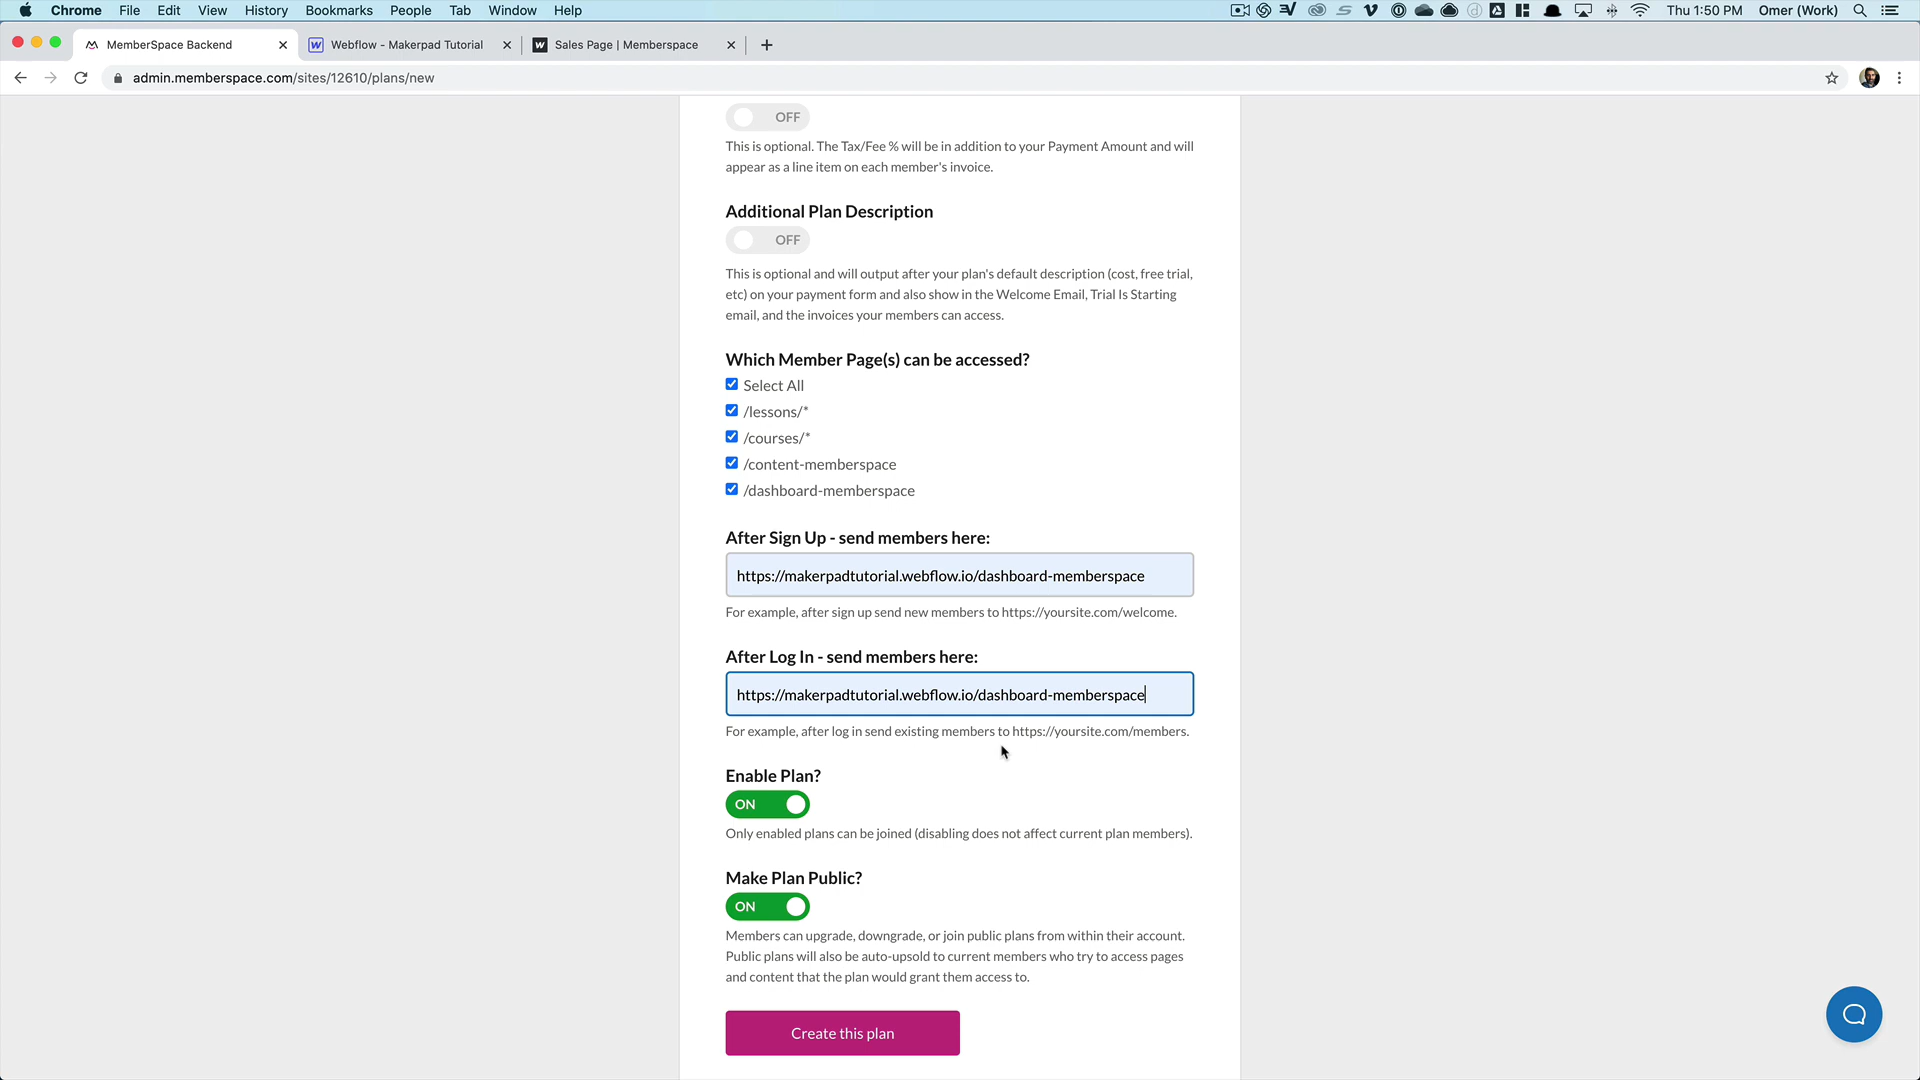 Chrome File Edit View History Bookmarks People Tab Window Help Thu 1:50 PM Omer (Work)
MemberSpace Backend Webflow - Makerpad Tutorial Sales Page | Memberspace
admin.memberspace.com/sites/12610/plans/new
OFF
This is optional. The Tax/Fee % will be in addition to your Payment Amount and will
appear as a line item on each member's invoice.
Additional Plan Description
OFF
This is optional and will output after your plan's default description (cost, free trial,
etc) on your payment form and also show in the Welcome Email, Trial Is Starting
email, and the invoices your members can access.
Which Member Page(s) can be accessed?
Select All
/lessons/*
/courses/*
/content-memberspace
/dashboard-memberspace
After Sign Up - send members here:
https://makerpadtutorial.webflow.io/dashboard-memberspace
For example, after sign up send new members to https://yoursite.com/welcome.
After Log In - send members here:
https://makerpadtutorial.webflow.io/dashboard-memberspace
For example, after log in send existing members to https://yoursite.com/members.
Enable Plan?
ON
Only enabled plans can be joined (disabling does not affect current plan members).
Make Plan Public?
ON
Members can upgrade, downgrade, or join public plans from within their account.
Public plans will also be auto-upsold to current members who try to access pages
and content that the plan would grant them access to.
Create this plan